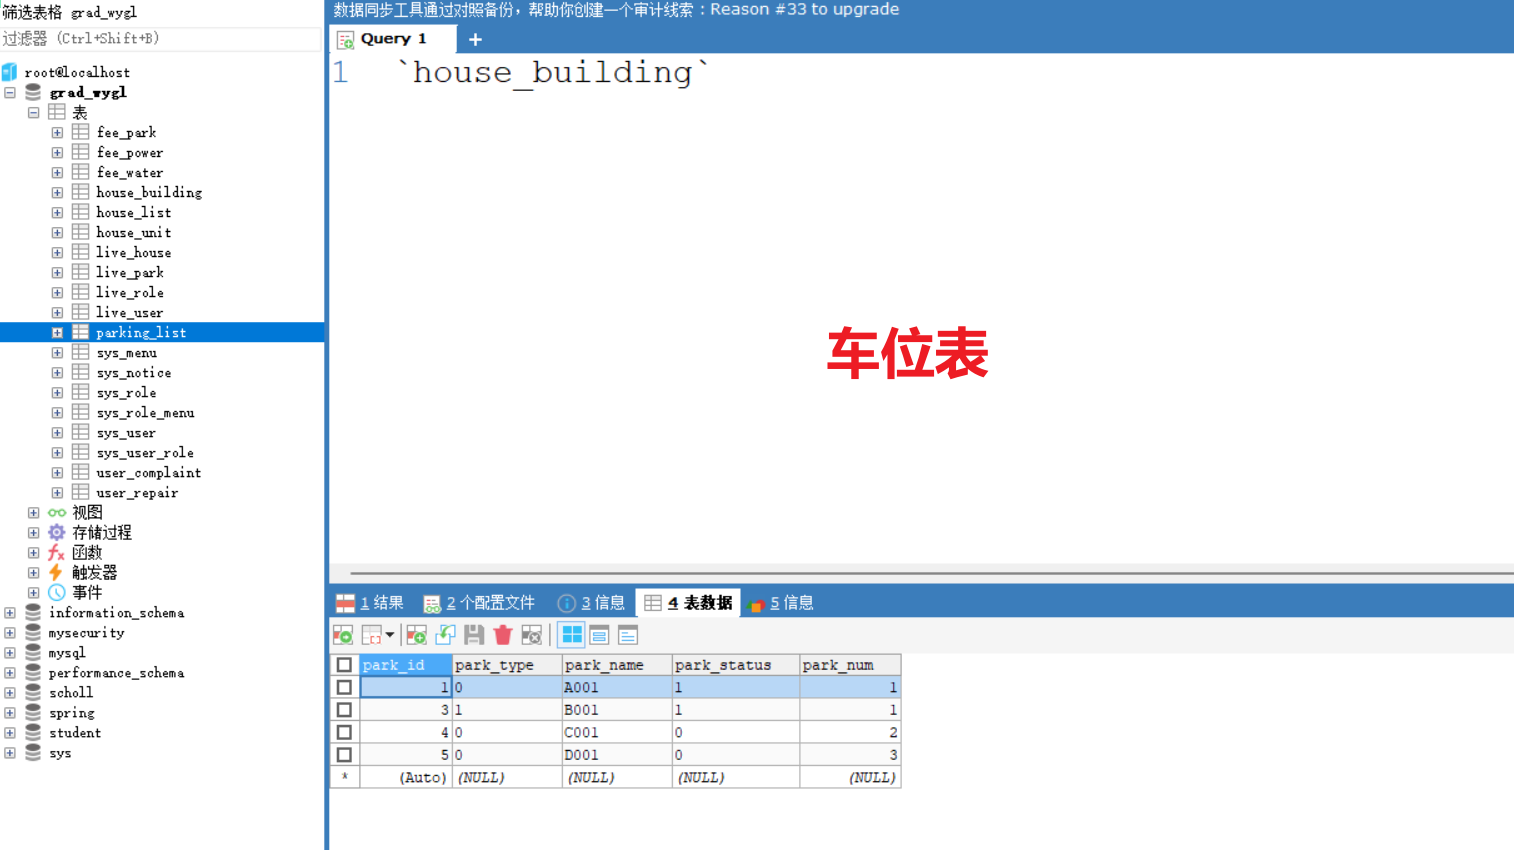 筛选表格 grad_wygl
过滤器 (Ctrl+Shift+B)
root@localhost
grad_wygl
表
fee_park
fee_power
fee_water
house_building
house_list
house_unit
live_house
live_park
live_role
live_user
parking_list
sys_menu
sys_notice
sys_role
sys_role_menu
sys_user
sys_user_role
user_complaint
user_repair
视图
存储过程
函数
触发器
事件
information_schema
mysecurity
mysql
performance_schema
scholl
spring
student
sys
数据同步工具通过对照备份，帮助你创建一个审计线索：Reason #33 to upgrade
Query 1 +
1 `house_building`
车位表
1 结果 2 个配置文件 3 信息 4 表数据 5 信息
park_id park_type park_name park_status park_num
1 0 A001 1 1
3 1 B001 1 1
4 0 C001 0 2
5 0 D001 0 3
* (Auto) (NULL) (NULL) (NULL) (NULL)